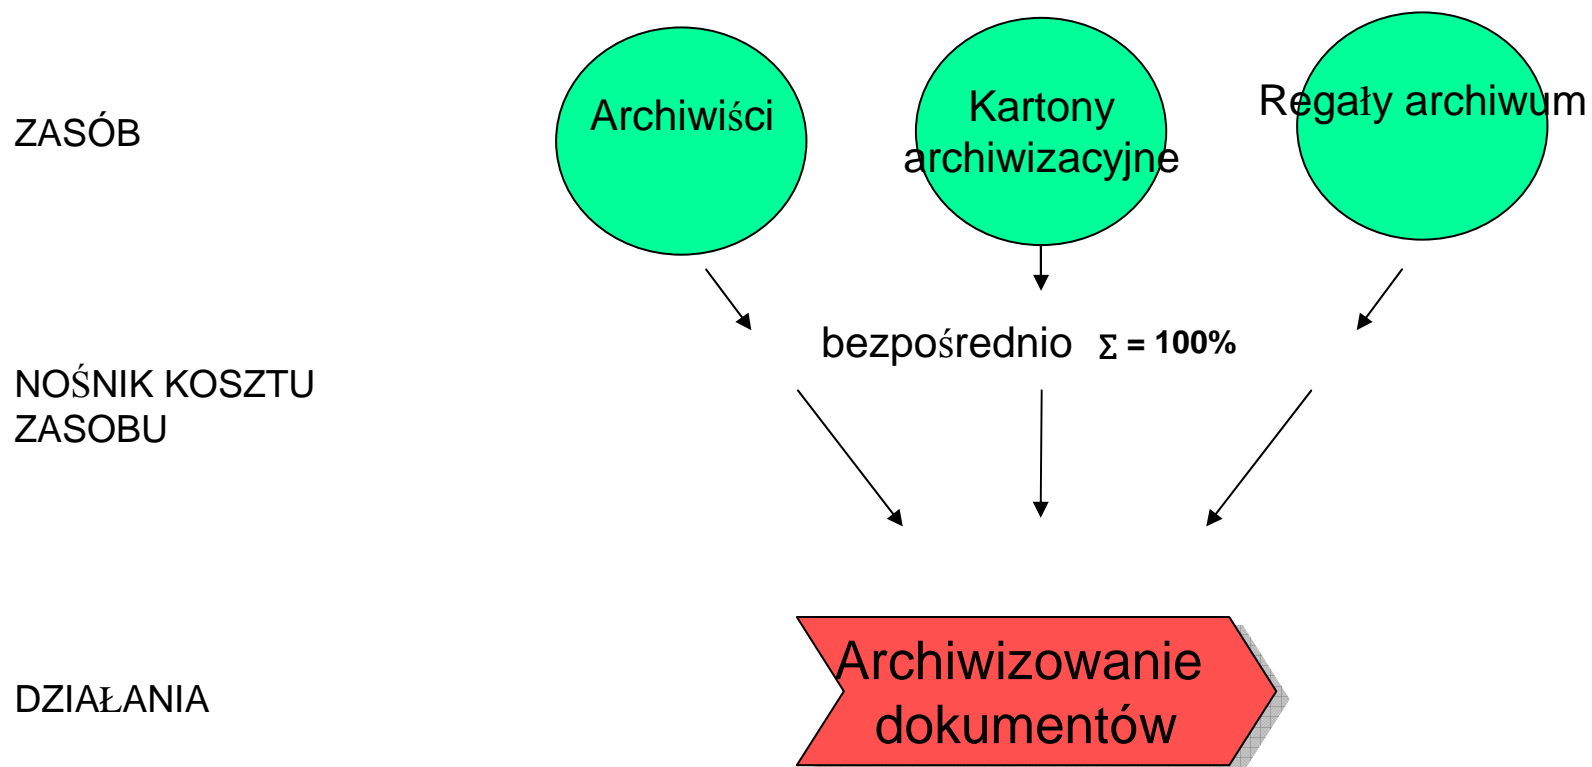 ZASÓB
Archiwiści
Kartony
archiwizacyjne
Regały archiwum
NOŚNIK KOSZTU
ZASOBU
bezpośrednio Σ = 100%
DZIAŁANIA
Archiwizowanie
dokumentów